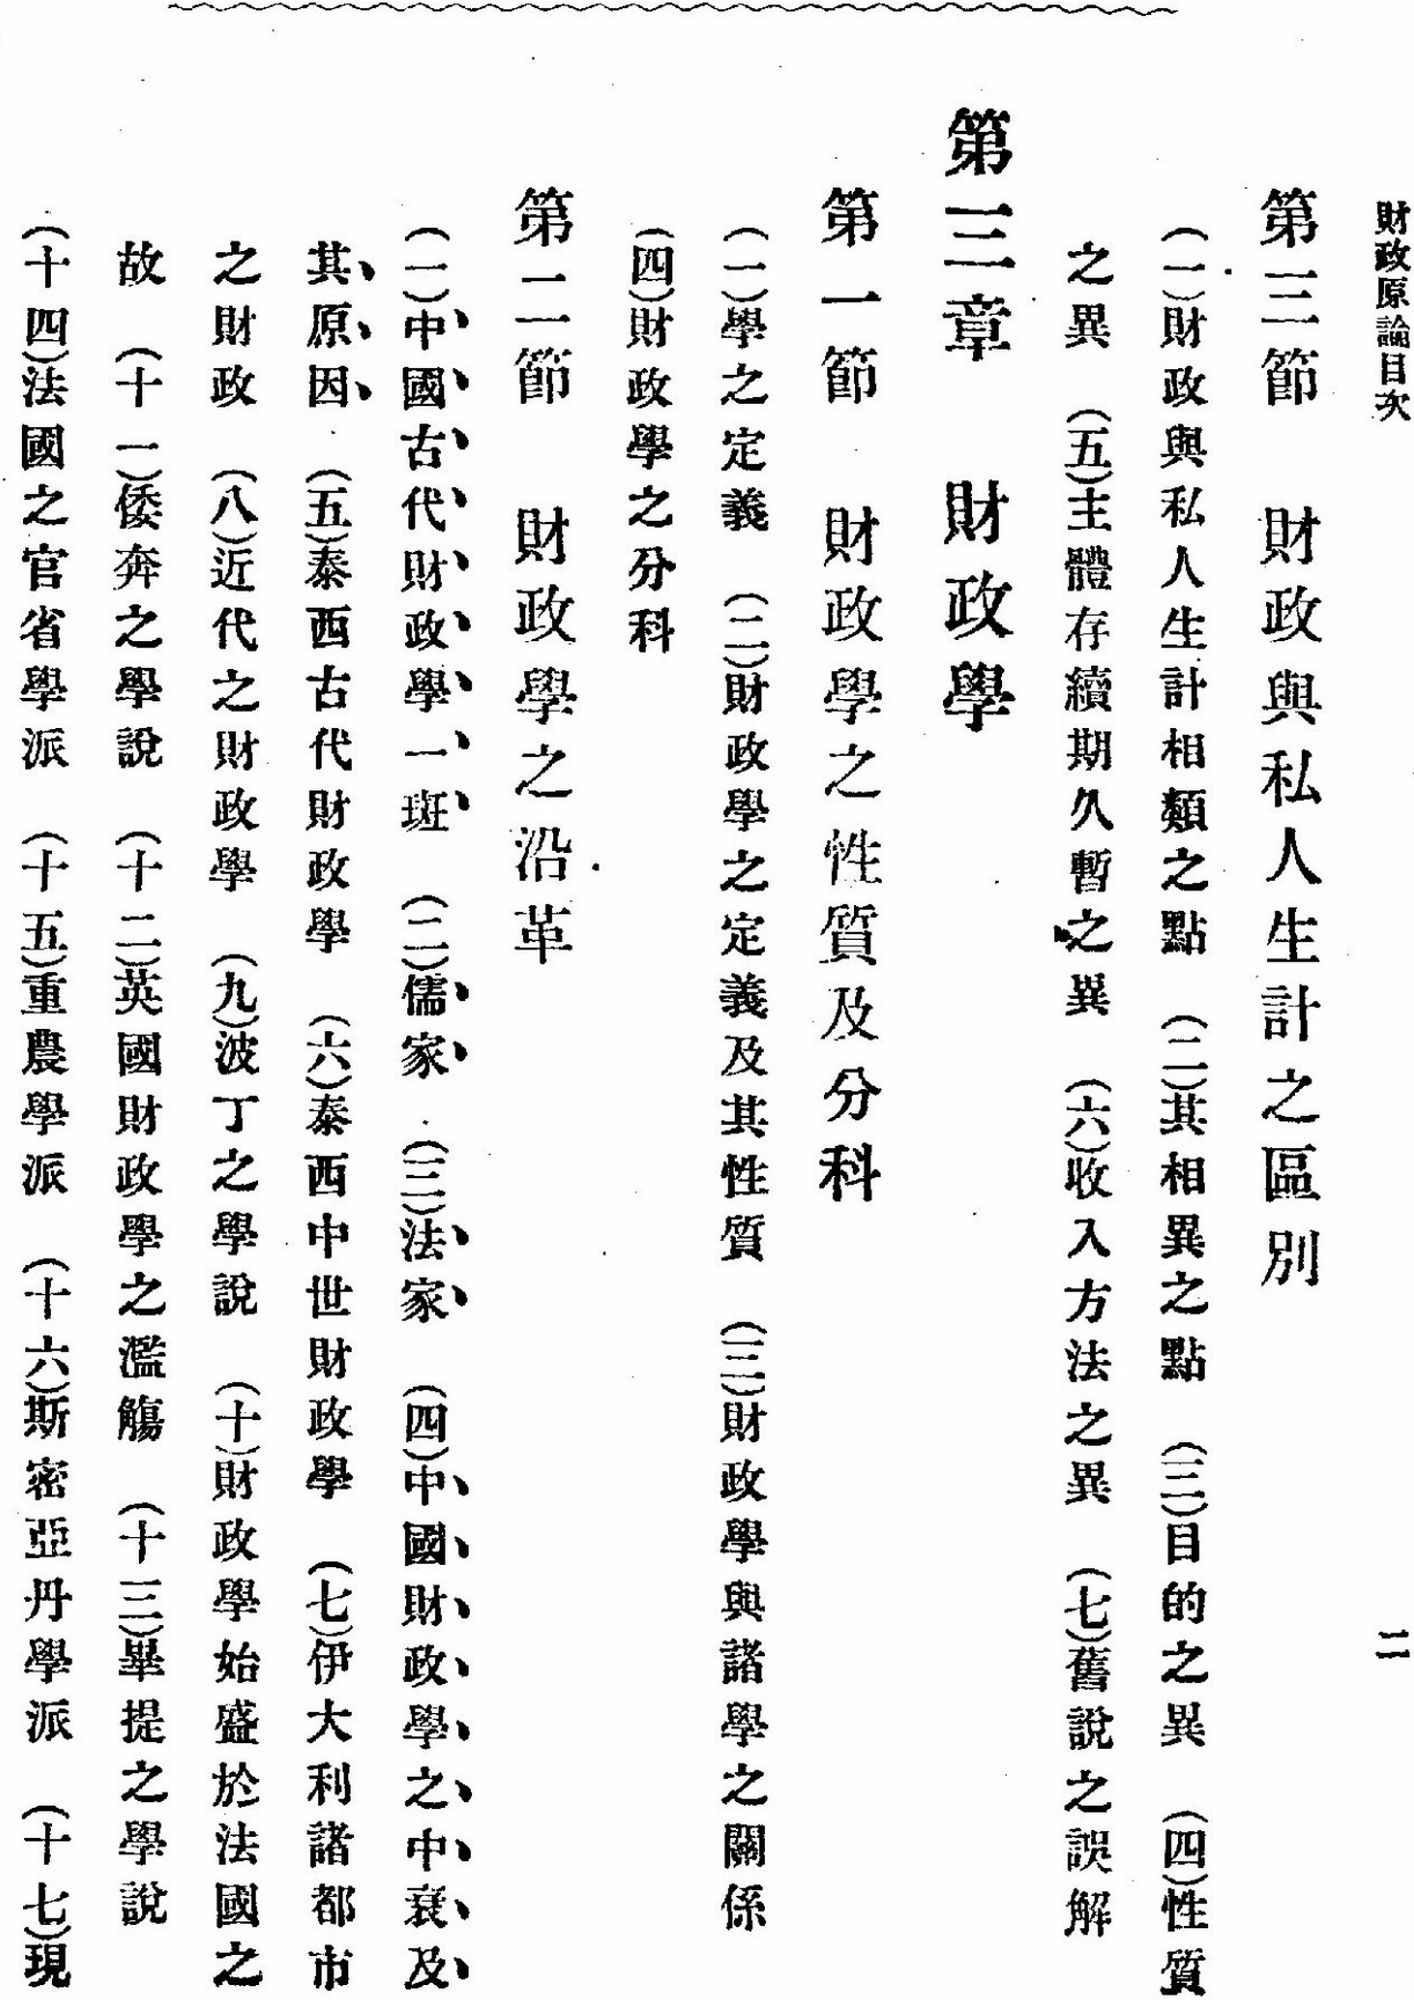 財政原論目次
二
第三節　財政與私人生計之區別
(一)財政與私人生計相類之點　(二)其相異之點　(三)目的之異　(四)性質
之異　(五)主體存續期久暫之異　(六)收入方法之異　(七)舊說之誤解
第三章　財政學
第一節　財政學之性質及分科
(一)學之定義　(二)財政學之定義及其性質　(三)財政學與諸學之關係
(四)財政學之分科
第二節　財政學之沿革
(一)中國古代財政學一斑　(二)儒家　(三)法家　(四)中國財政學之中衰及
其原因　(五)泰西古代財政學　(六)泰西中世財政學　(七)伊大利諸都市
之財政　(八)近代之財政學　(九)波丁之學說　(十)財政學始盛於法國之
故　(十一)倭奔之學說　(十二)英國財政學之濫觴　(十三)畢提之學說
(十四)法國之官省學派　(十五)重農學派　(十六)斯密亞丹學派　(十七)現